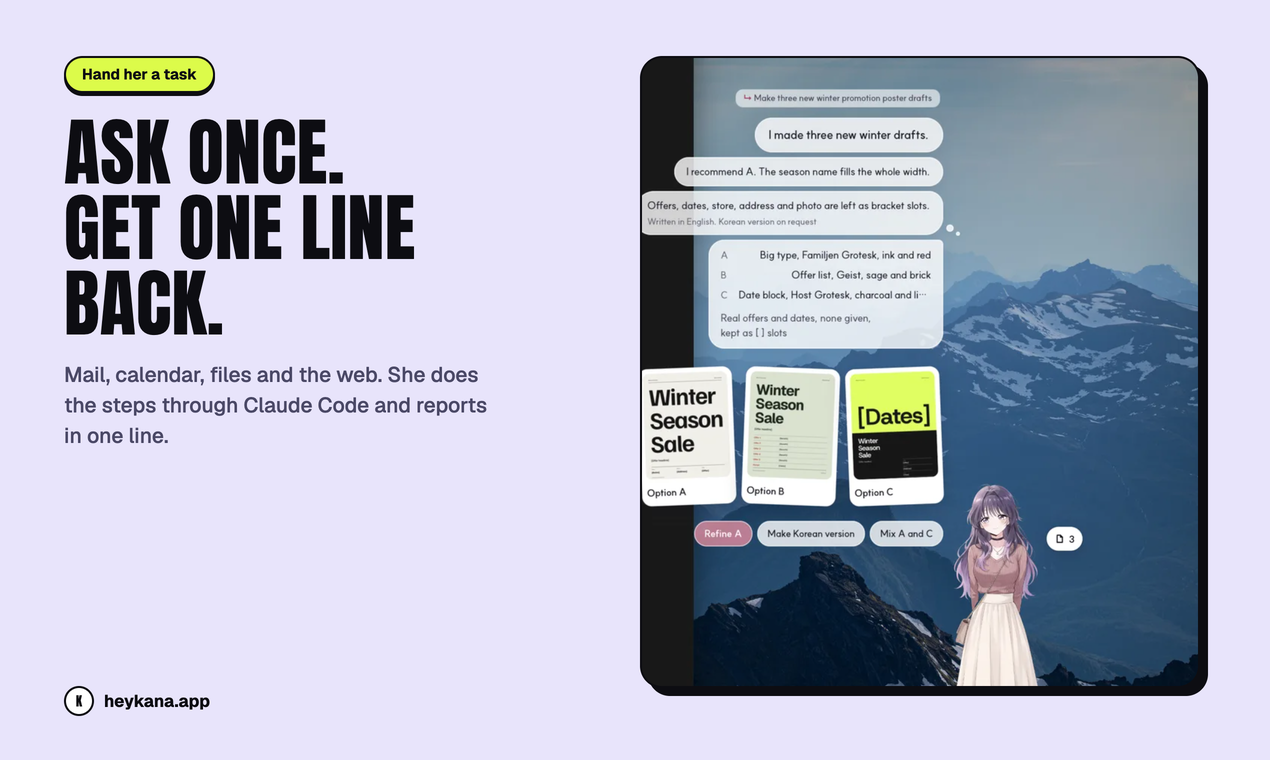 Hand her a task
ASK ONCE.
GET ONE LINE
BACK.
Mail, calendar, files and the web. She does
the steps through Claude Code and reports
in one line.
K heykana.app
↳ Make three new winter promotion poster drafts
I made three new winter drafts.
I recommend A. The season name fills the whole width.
Offers, dates, store, address and photo are left as bracket slots.
Written in English. Korean version on request
A Big type, Familjen Grotesk, ink and red
B Offer list, Geist, sage and brick
C Date block, Host Grotesk, charcoal and li···
Real offers and dates, none given,
kept as [ ] slots
Winter
Season
Sale
Option A
Winter
Season
Sale
Option B
[Dates]
Winter
Season
Sale
Option C
Refine A
Make Korean version
Mix A and C
3